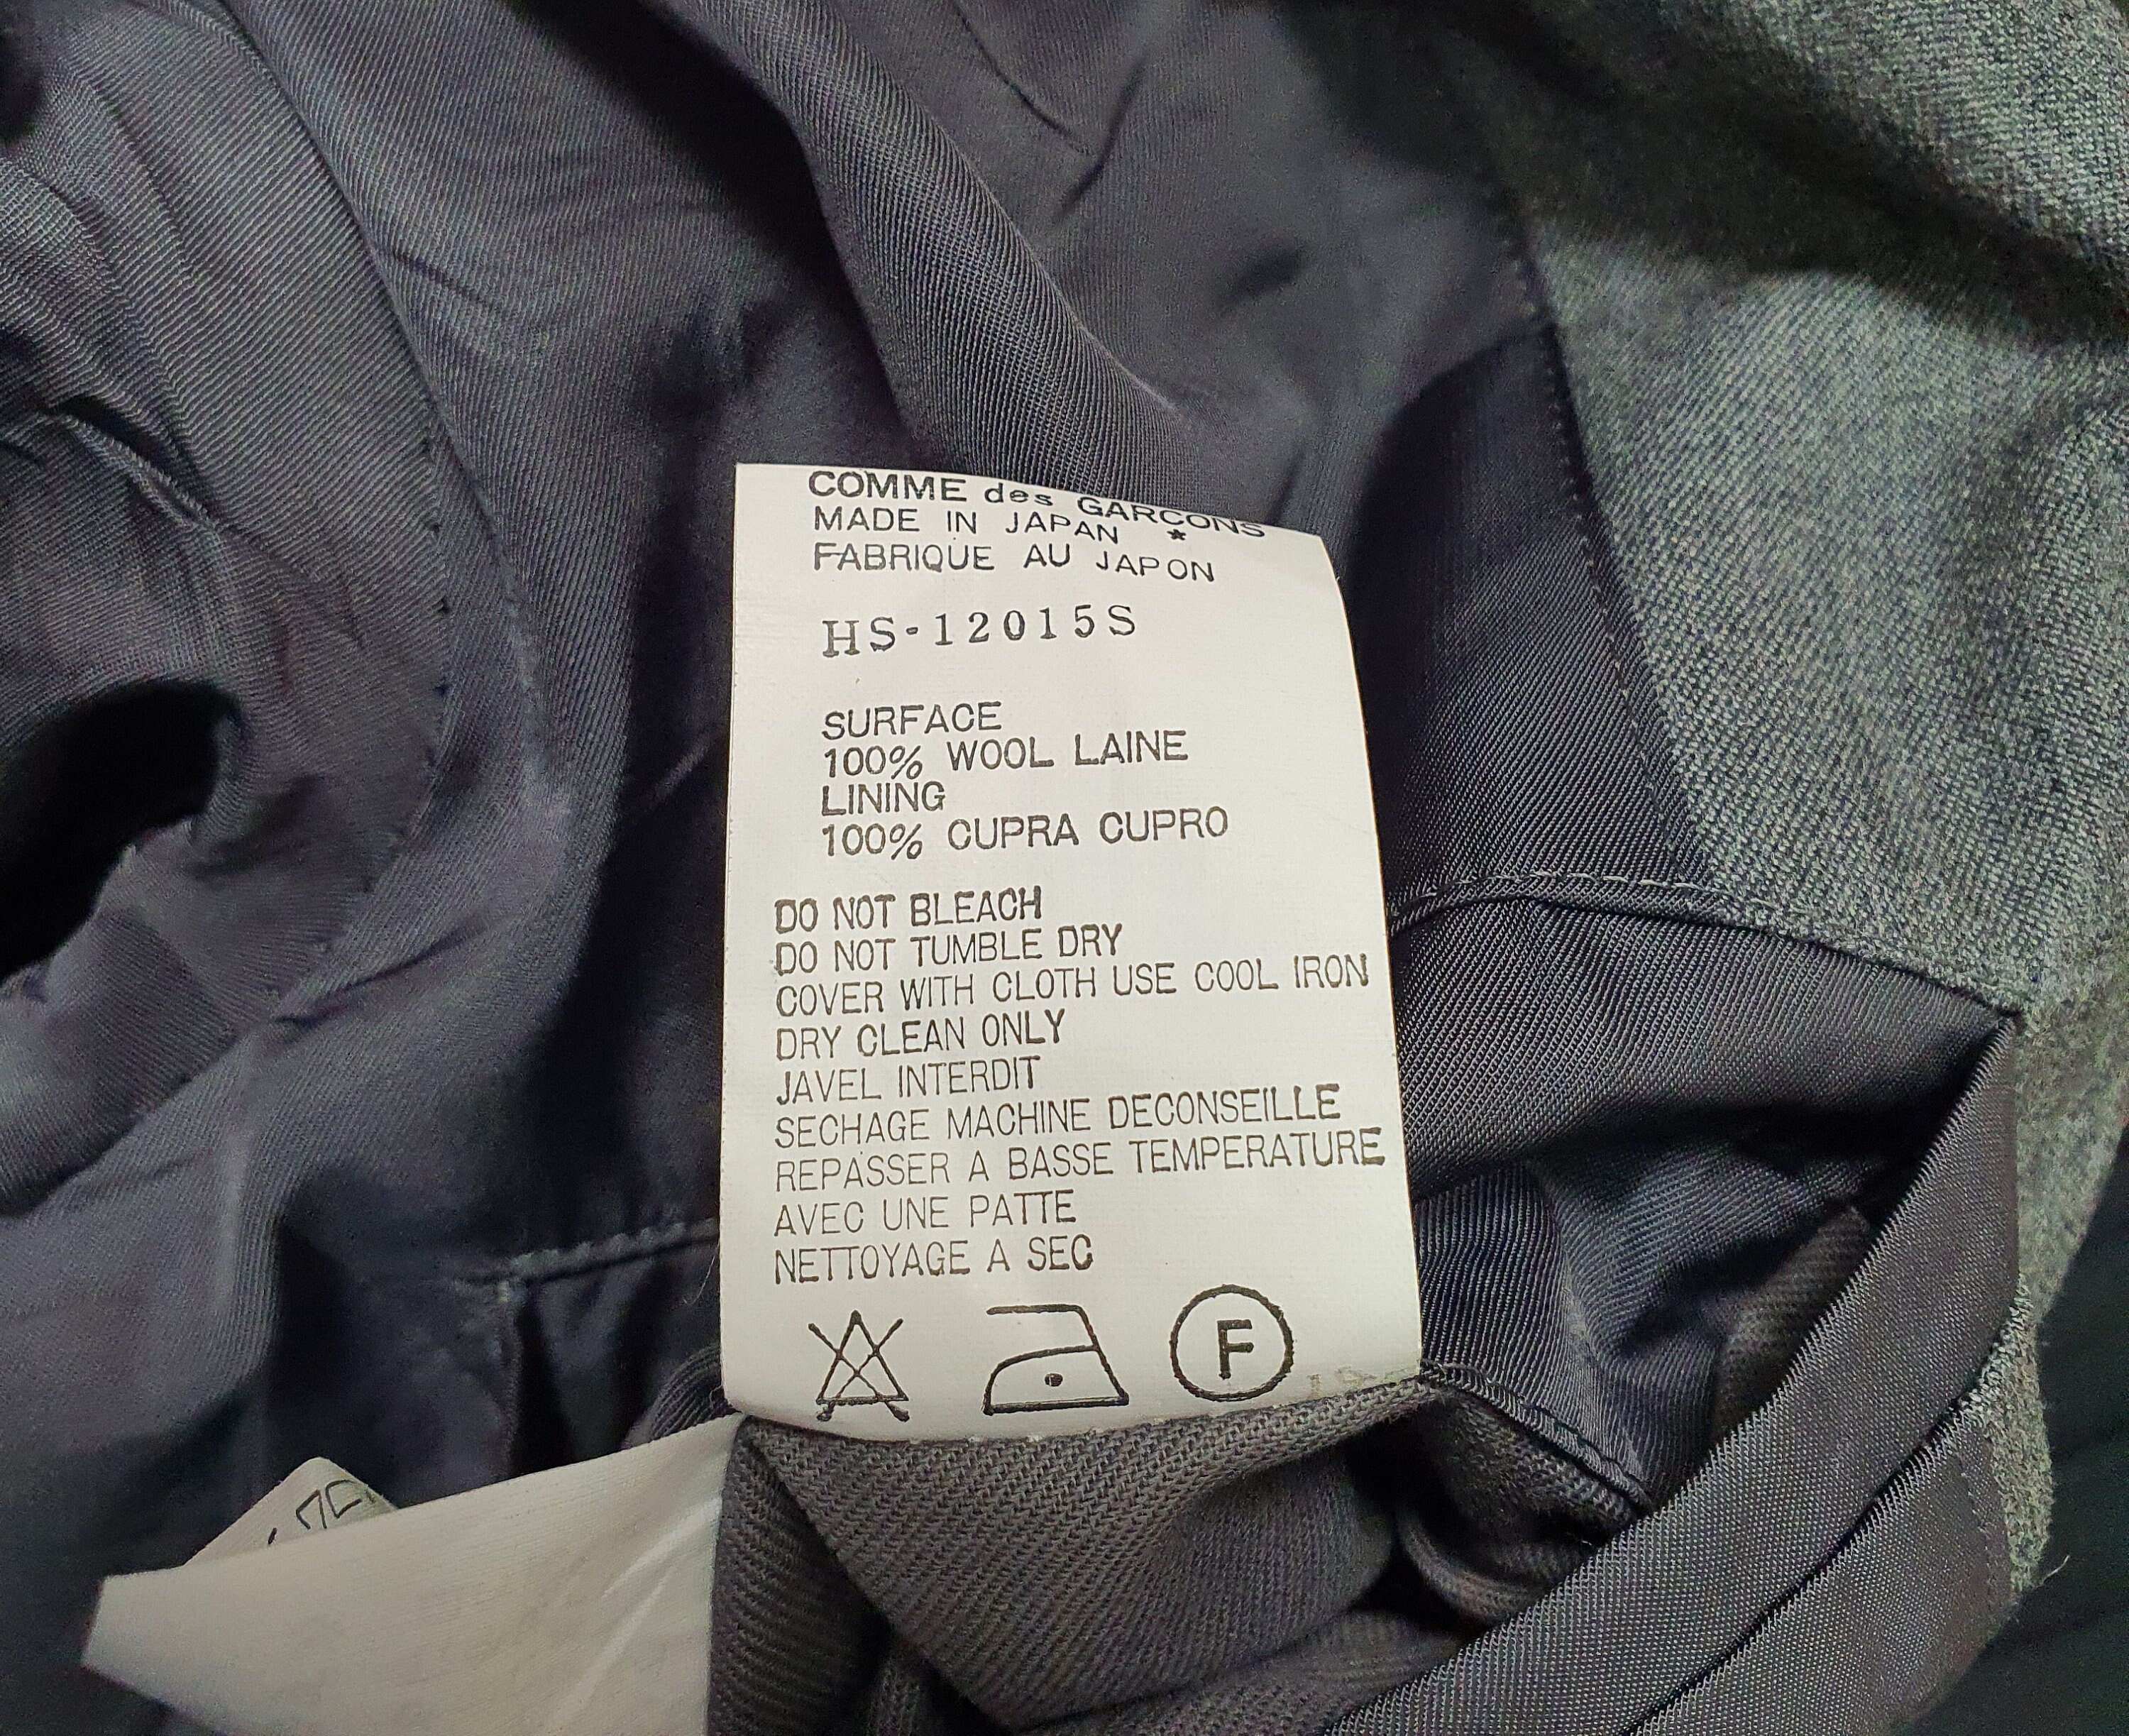 COMME des GARCONS
MADE IN JAPAN *
FABRIQUE AU JAPON
HS-12015S
SURFACE
100% WOOL LAINE
LINING
100% CUPRA CUPRO
DO NOT BLEACH
DO NOT TUMBLE DRY
COVER WITH CLOTH USE COOL IRON
DRY CLEAN ONLY
JAVEL INTERDIT
SECHAGE MACHINE DECONSEILLE
REPASSER A BASSE TEMPERATURE
AVEC UNE PATTE
NETTOYAGE A SEC
F